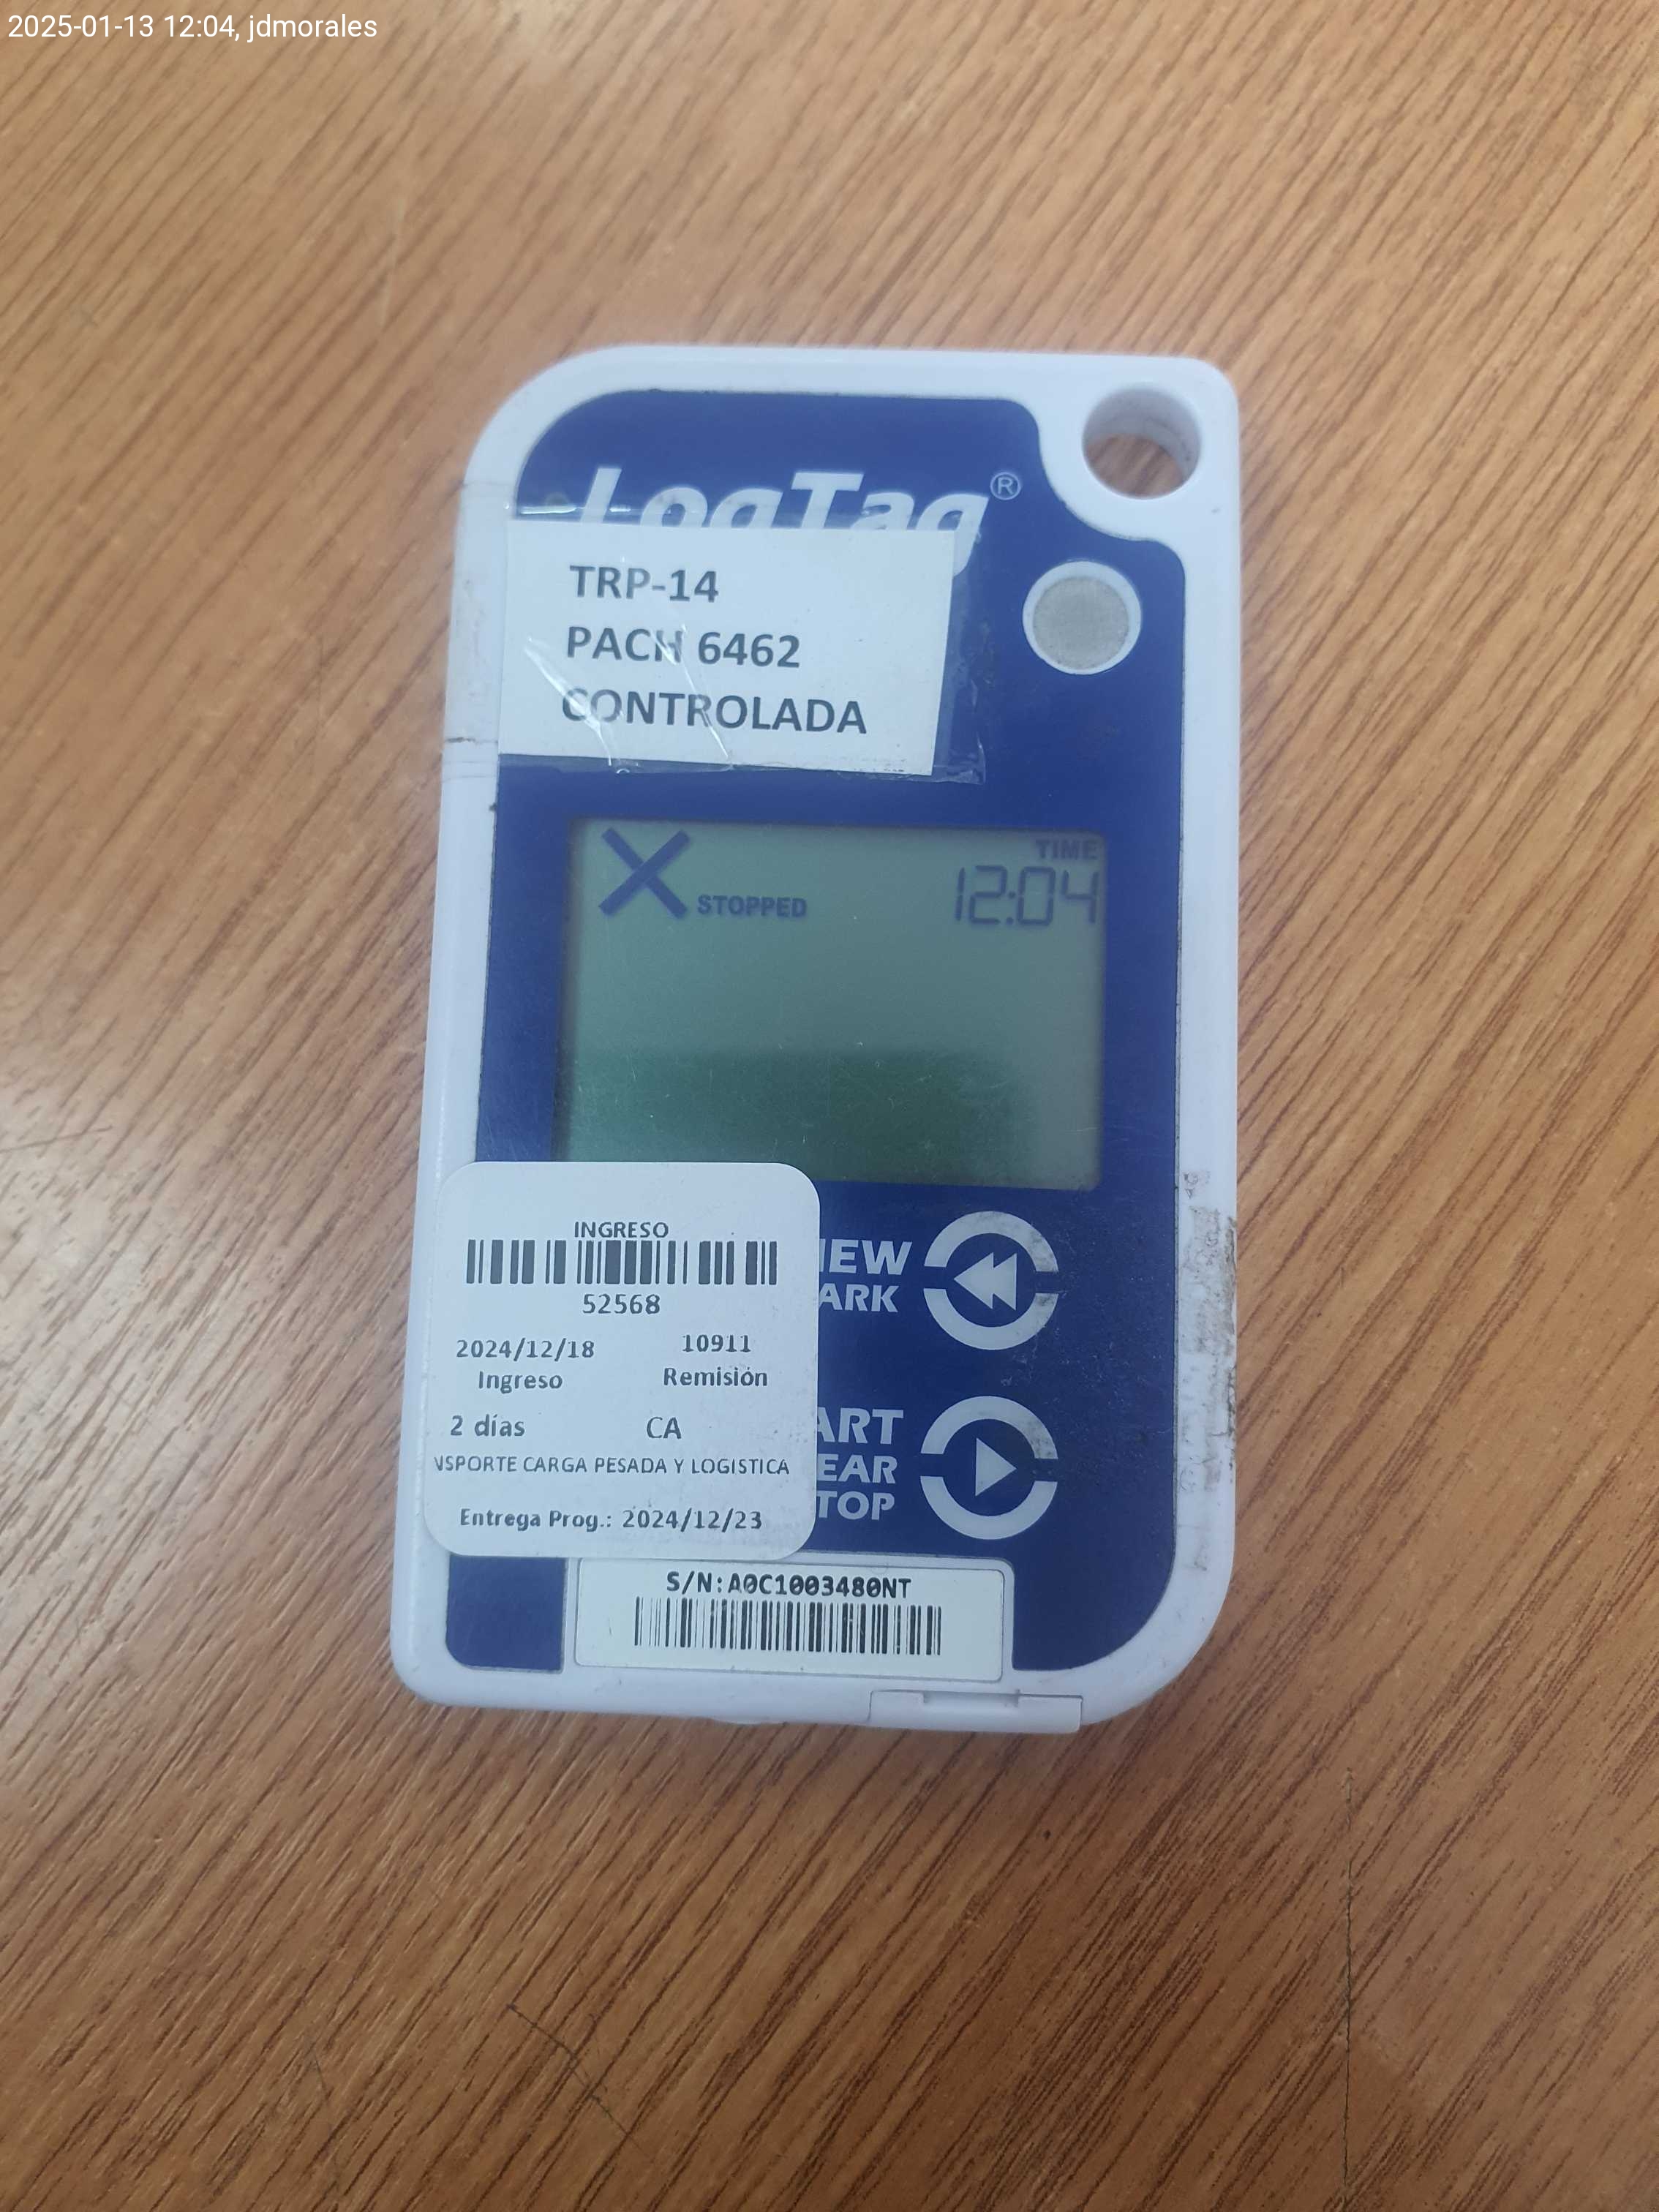 2025-01-13 12:04, jdmorales
LogTag®
TRP-14
PACH 6462
CONTROLADA
STOPPED
TIME
12:04
INGRESO
52568
2024/12/18 10911
Ingreso Remisión
2 días CA
NSPORTE CARGA PESADA Y LOGISTICA
Entrega Prog.: 2024/12/23
IEW
ARK
ART
EAR
TOP
S/N:A0C1003480NT